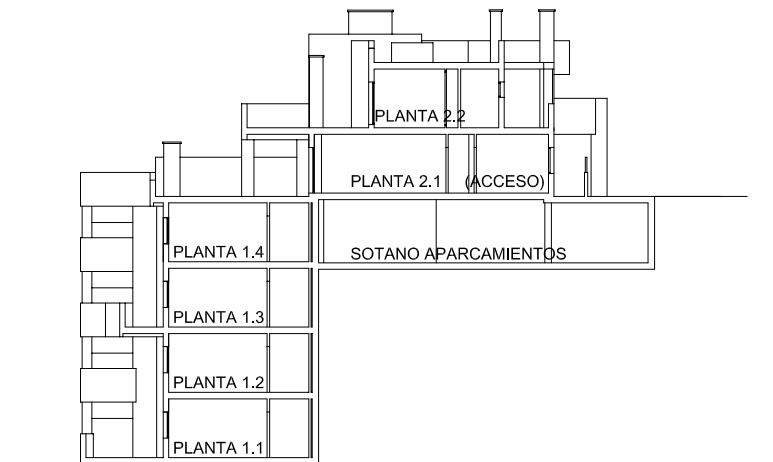 PLANTA 2.2
PLANTA 2.1 (ACCESO)
PLANTA 1.4
SOTANO APARCAMIENTOS
PLANTA 1.3
PLANTA 1.2
PLANTA 1.1